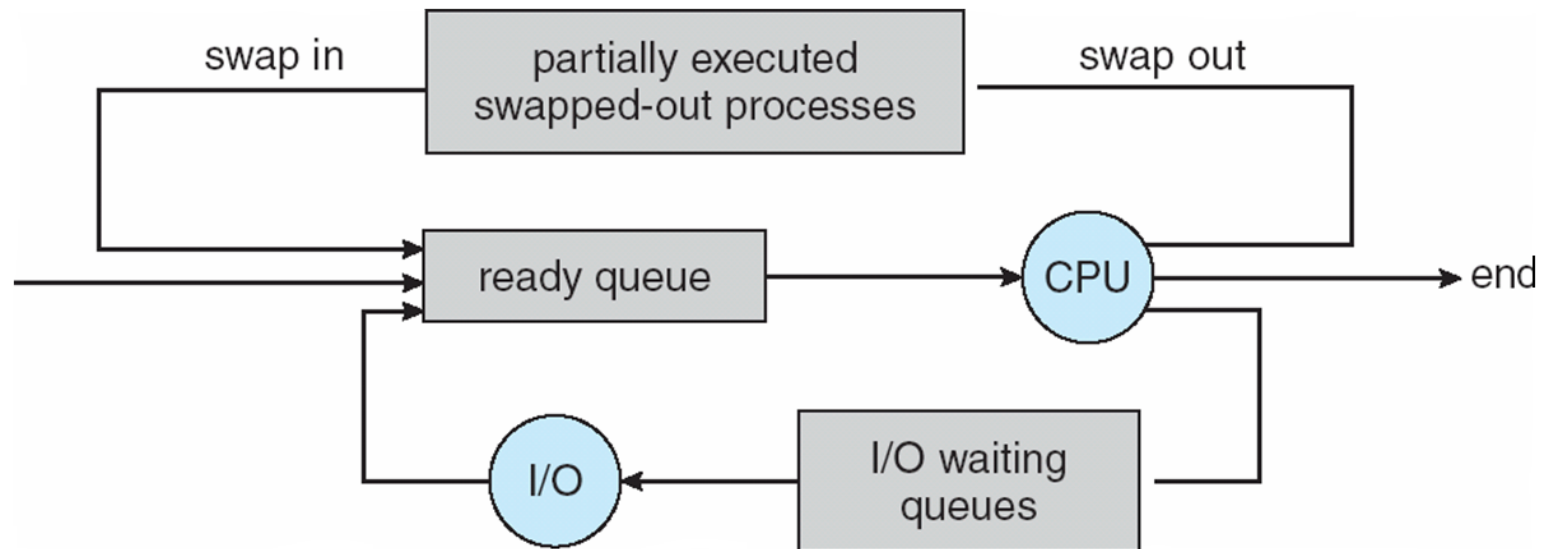 swap in
partially executed
swapped-out processes
swap out
ready queue
CPU
end
I/O
I/O waiting
queues